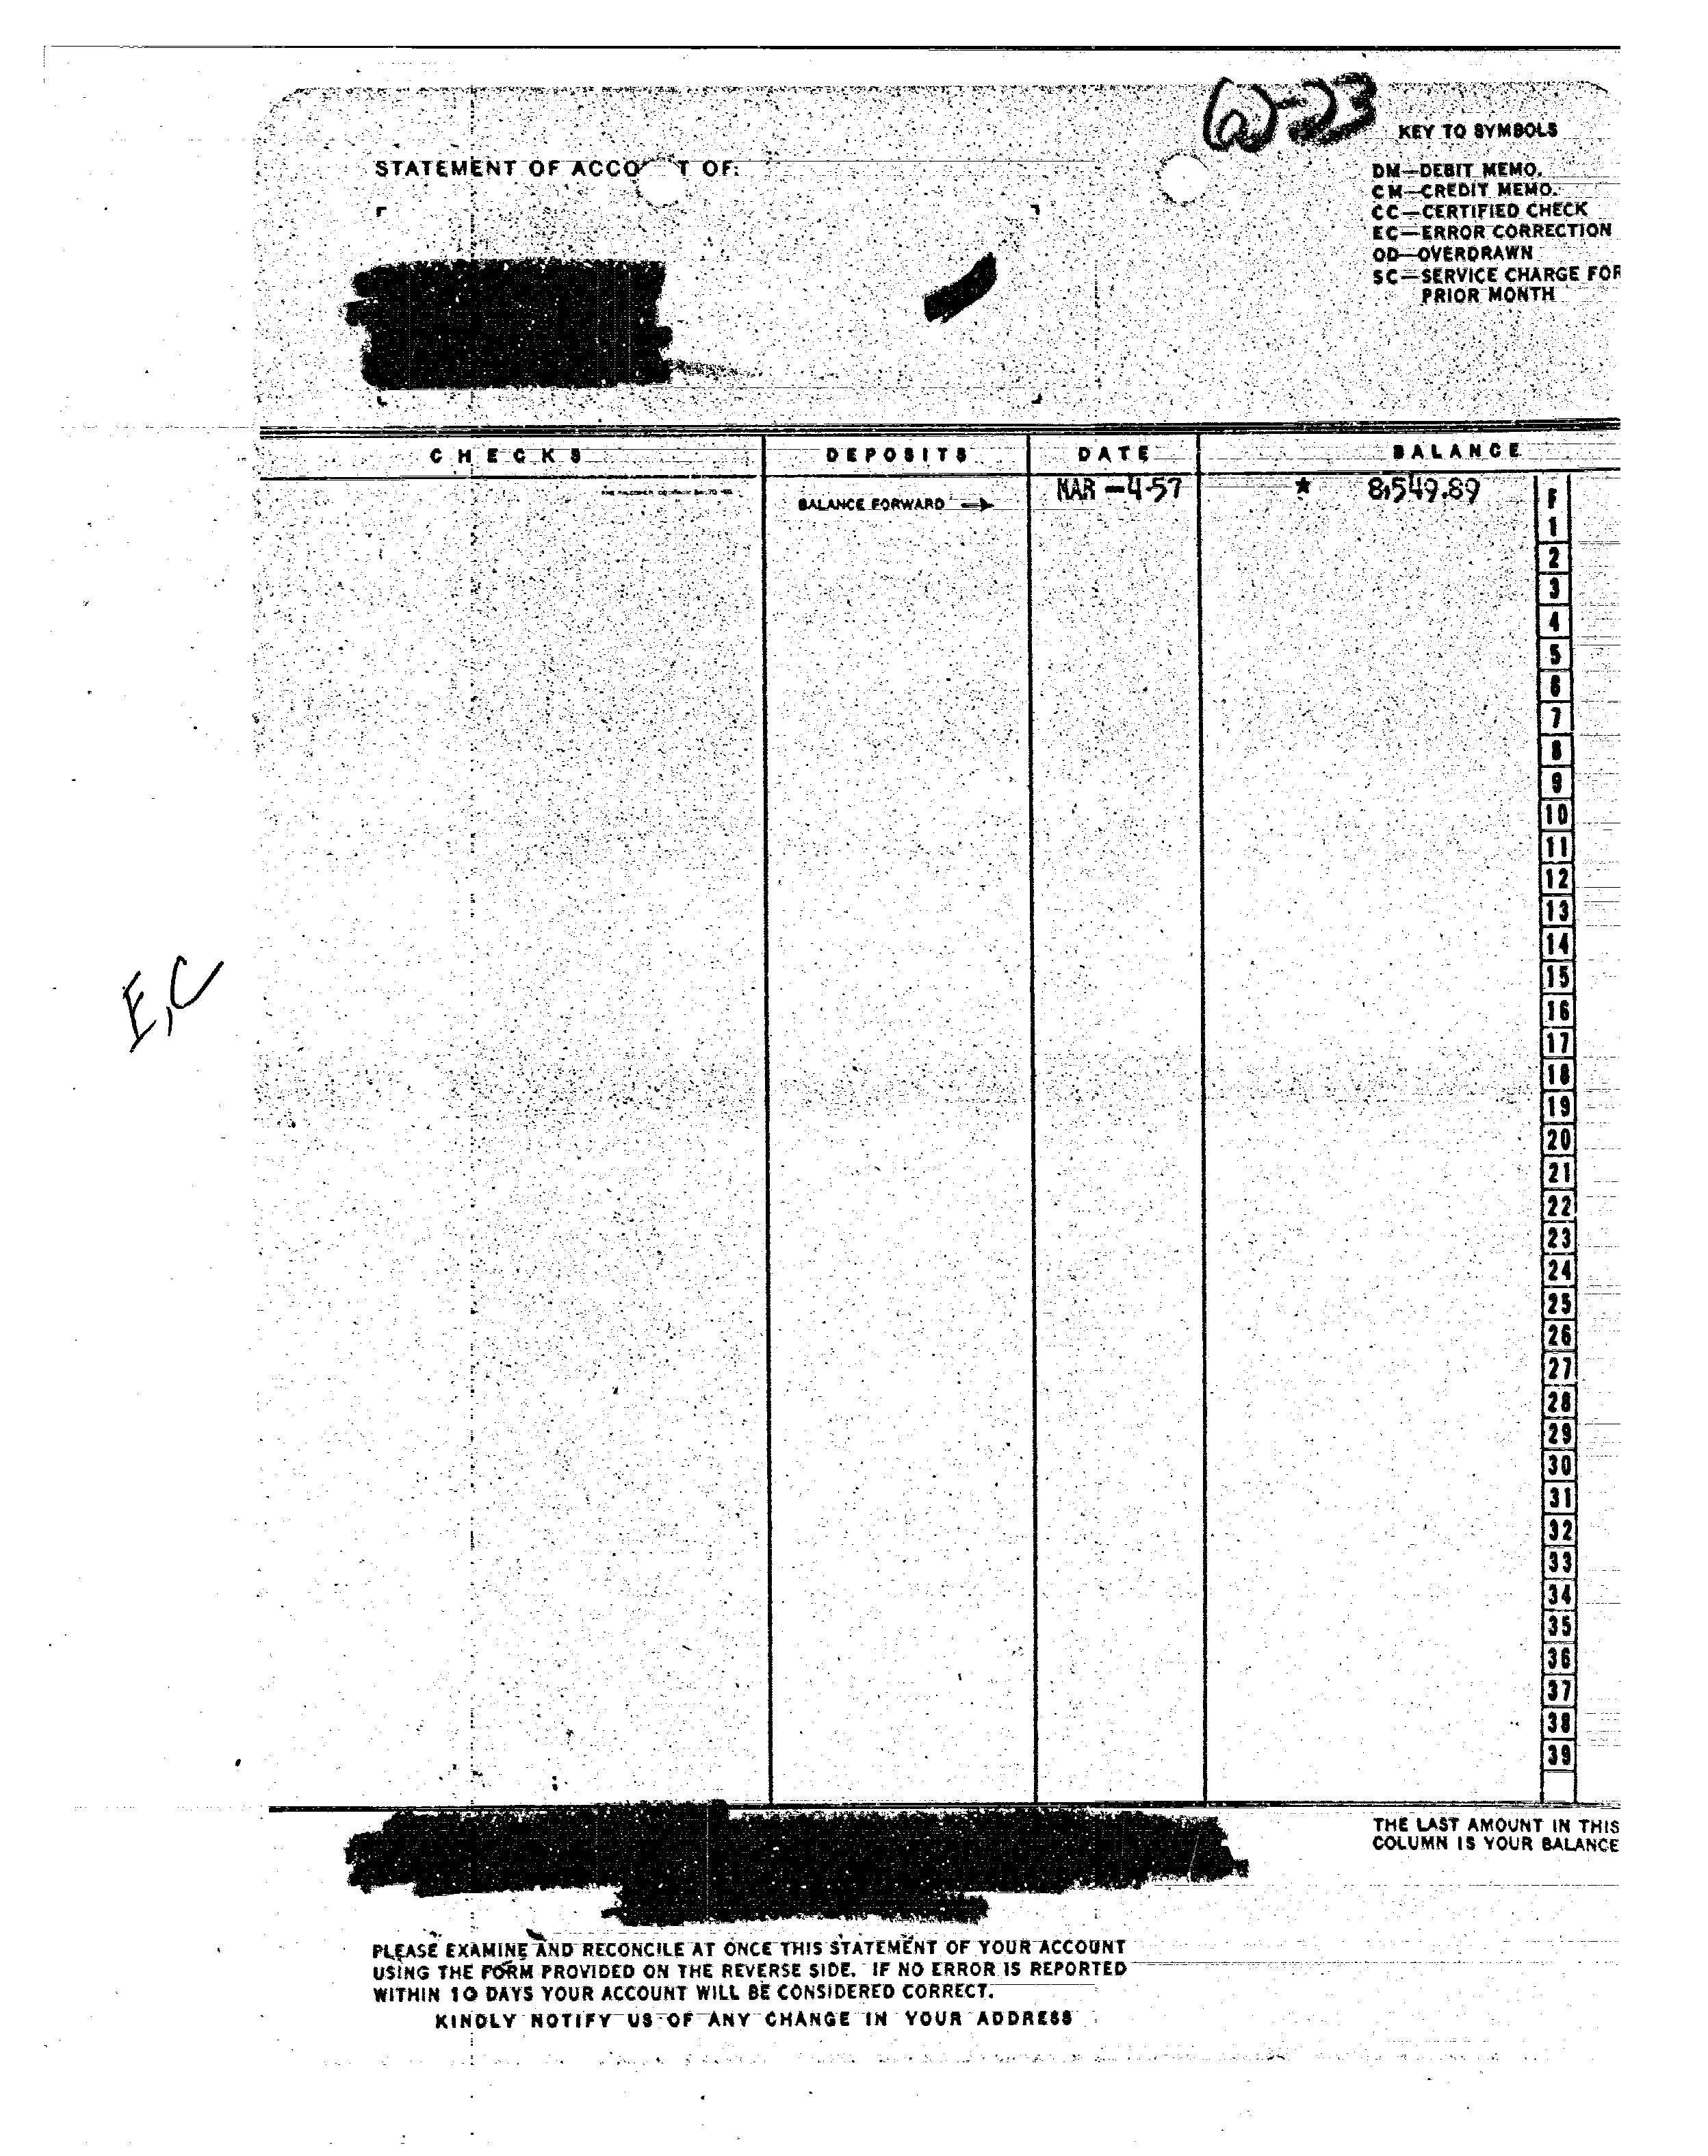 -23
KEY TO SYMBOLS
STATEMENT OF ACCO T OF:
DM—DEBIT MEMO.
CM—CREDIT MEMO.
CC—CERTIFIED CHECK
EC—ERROR CORRECTION
OD—OVERDRAWN
SC—SERVICE CHARGE FOR
PRIOR MONTH
CHECKS DEPOSITS DATE BALANCE
BALANCE FORWARD → MAR -4-57 ★ 8,549.89 F
1
2
3
4
5
6
7
8
9
10
11
12
13
14
15
E,C
16
17
18
19
20
21
22
23
24
25
26
27
28
29
30
31
32
33
34
35
36
37
38
39
THE LAST AMOUNT IN THIS
COLUMN IS YOUR BALANCE
PLEASE EXAMINE AND RECONCILE AT ONCE THIS STATEMENT OF YOUR ACCOUNT
USING THE FORM PROVIDED ON THE REVERSE SIDE. IF NO ERROR IS REPORTED
WITHIN 10 DAYS YOUR ACCOUNT WILL BE CONSIDERED CORRECT.
KINDLY NOTIFY US OF ANY CHANGE IN YOUR ADDRESS